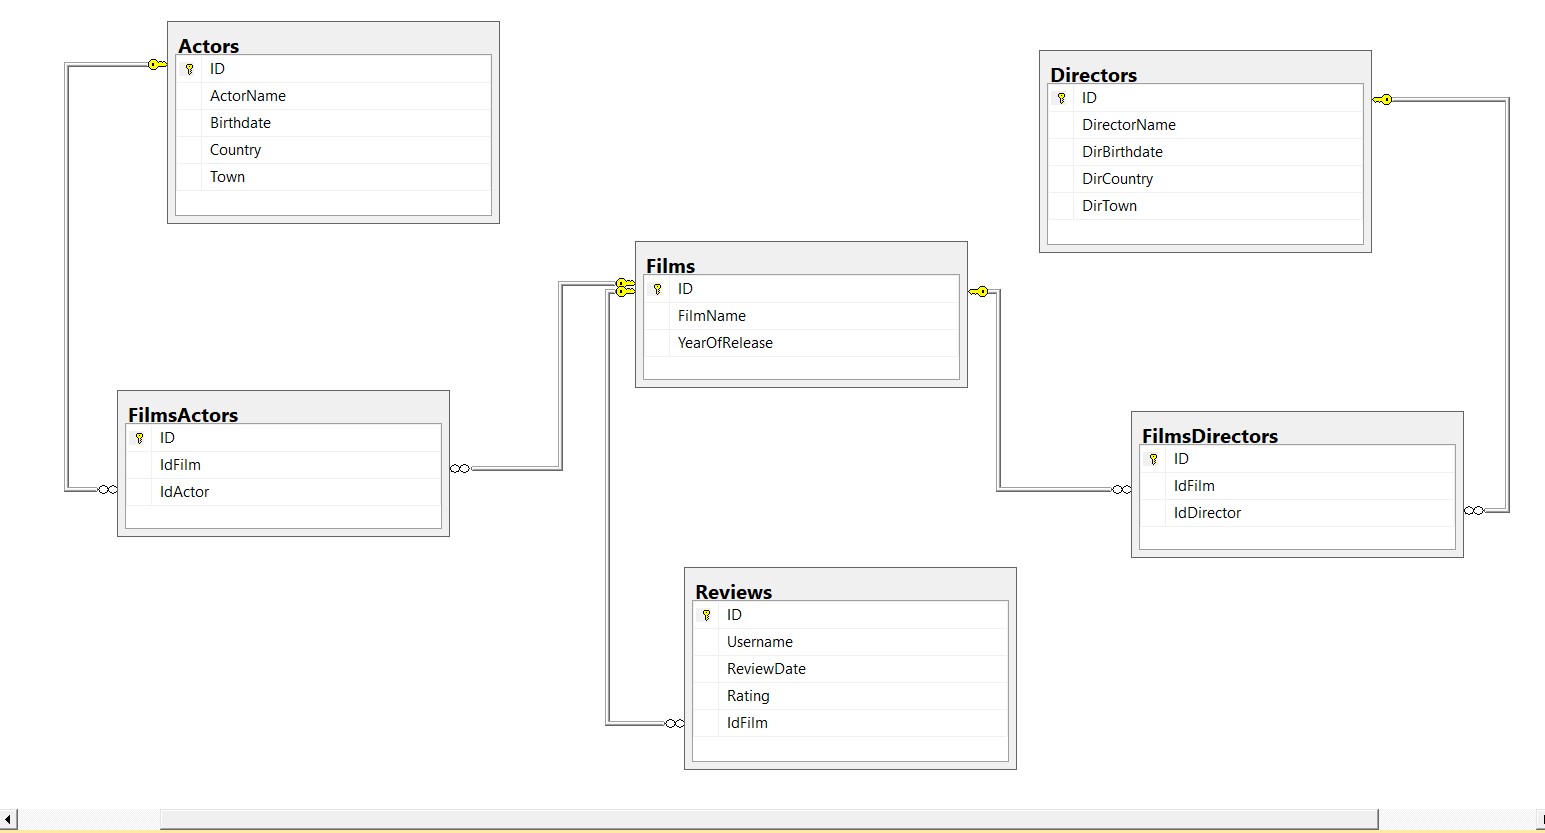 Actors
ID
ActorName
Birthdate
Country
Town
Directors
ID
DirectorName
DirBirthdate
DirCountry
DirTown
Films
ID
FilmName
YearOfRelease
FilmsActors
ID
IdFilm
IdActor
FilmsDirectors
ID
IdFilm
IdDirector
Reviews
ID
Username
ReviewDate
Rating
IdFilm